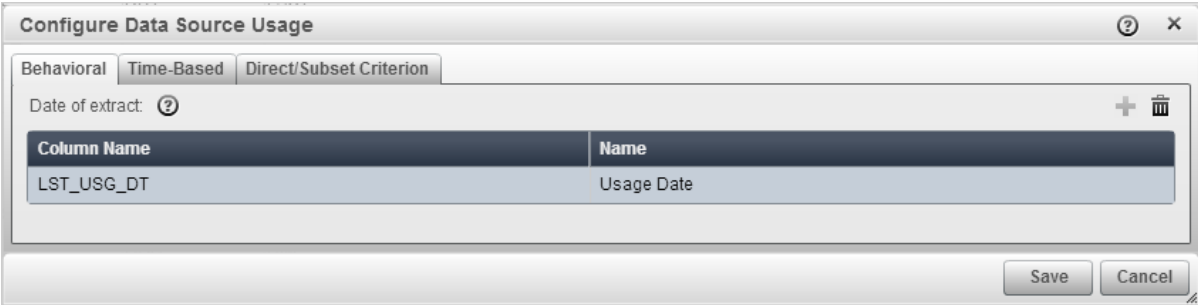 Configure Data Source Usage
Behavioral Time-Based Direct/Subset Criterion
Date of extract:
Column Name Name
LST_USG_DT Usage Date
Save Cancel